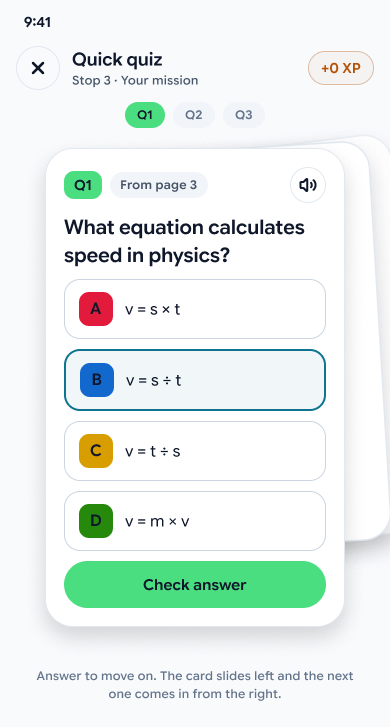 9:41
Quick quiz
Stop 3 · Your mission
+0 XP
Q1 Q2 Q3
Q1 From page 3
What equation calculates
speed in physics?
A v = s × t
B v = s ÷ t
C v = t ÷ s
D v = m × v
Check answer
Answer to move on. The card slides left and the next
one comes in from the right.